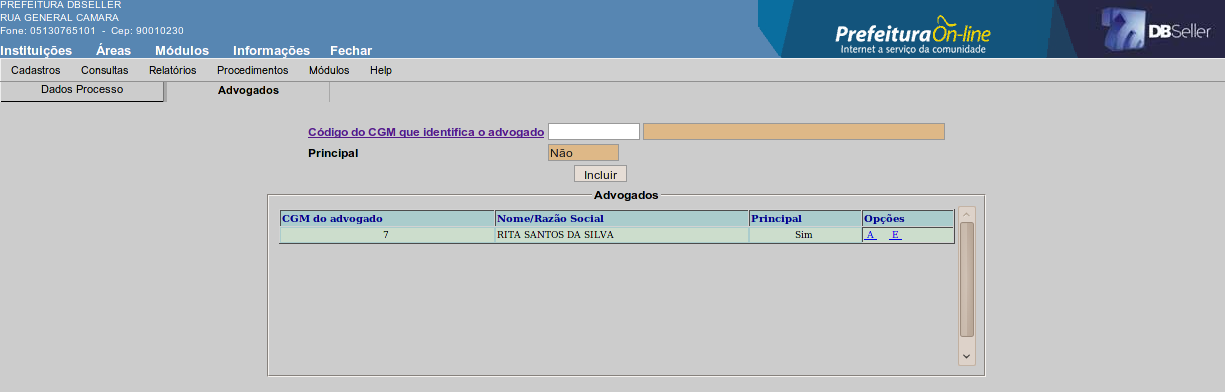 PREFEITURA DBSELLER
RUA GENERAL CAMARA
Fone: 05130765101 - Cep: 90010230
Prefeitura On-line
Internet a serviço da comunidade
DBSeller
Instituições Áreas Módulos Informações Fechar
Cadastros Consultas Relatórios Procedimentos Módulos Help
Dados Processo Advogados
Código do CGM que identifica o advogado
Principal Não
Incluir
Advogados
CGM do advogado Nome/Razão Social Principal Opções
7 RITA SANTOS DA SILVA Sim A E